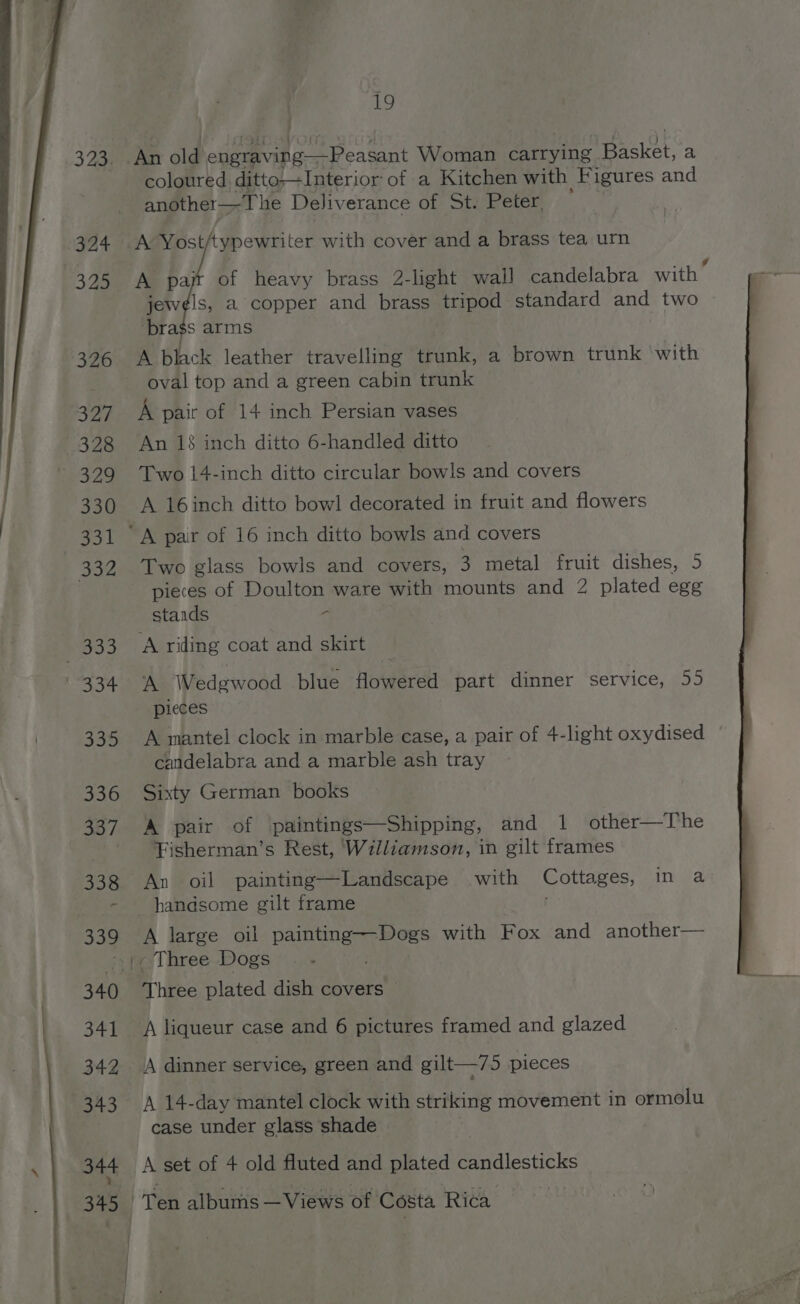 19
323. An old engraving—Peasant Woman carrying Basket, a
coloured ditto—Interior of a Kitchen with Figures and
another—The Deliverance of St. Peter
324 A Yost typewriter with cover and a brass tea urn
325 A pair of heavy brass 2-light wall candelabra with
jewels, a copper and brass tripod standard and two
brass arms
326 A black leather travelling trunk, a brown trunk with
oval top and a green cabin trunk
327 A pair of 14 inch Persian vases
328 An 18 inch ditto 6-handled ditto
329 Two 14-inch ditto circular bowls and covers
330 A 16 inch ditto bowl decorated in fruit and flowers
331 A pair of 16 inch ditto bowls and covers
332 Two glass bowls and covers, 3 metal fruit dishes, 5
pieces of Doulton ware with mounts and 2 plated egg
stands
333 A riding coat and skirt
334 A Wedgwood blue flowered part dinner service, 55
pieces
335 A mantel clock in marble case, a pair of 4-light oxydised
candelabra and a marble ash tray
336 Sixty German books
337 A pair of paintings—Shipping, and 1 other—The
Fisherman's Rest, Williamson, in gilt frames
338 An oil painting—Landscape with Cottages, in a
handsome gilt frame
339 A large oil painting—Dogs with Fox and another—
Three Dogs
340 Three plated dish covers
341 A liqueur case and 6 pictures framed and glazed
342 A dinner service, green and gilt—75 pieces
343 A 14-day mantel clock with striking movement in ormolu
case under glass shade
344 A set of 4 old fluted and plated candlesticks
345 Ten albums—Views of Costa Rica